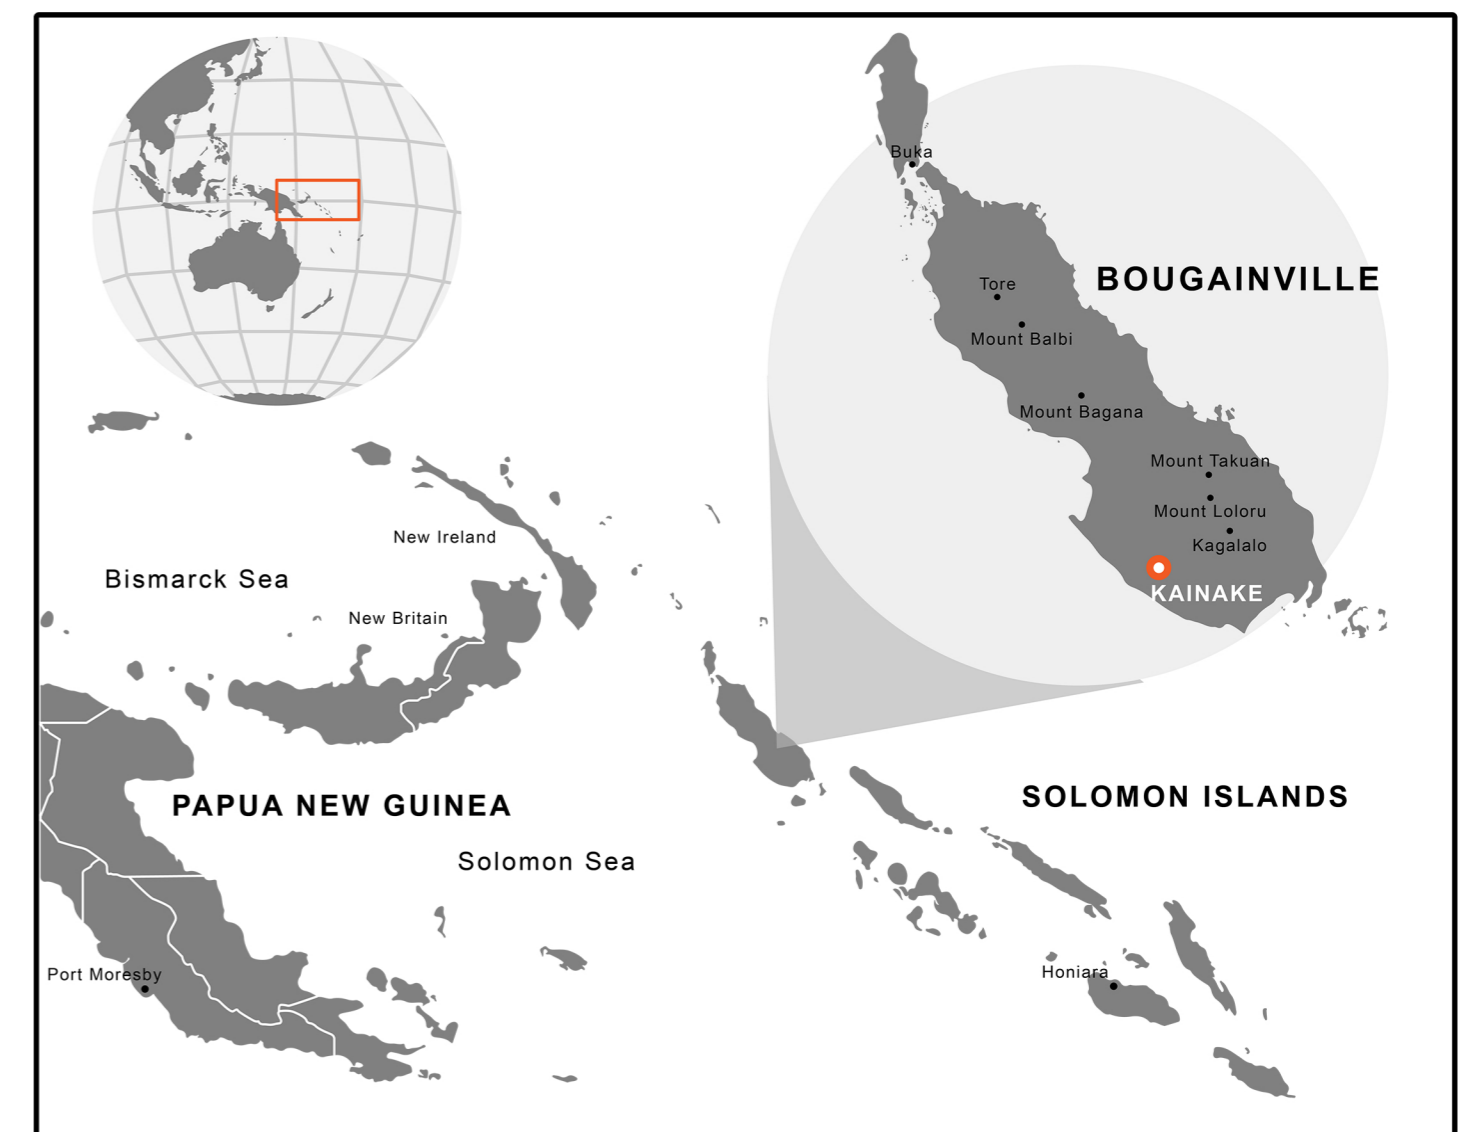 Buka
BOUGAINVILLE
Tore
Mount Balbi
Mount Bagana
Mount Takuan
Mount Loloru
Kagalalo
KAINAKE
New Ireland
Bismarck Sea
New Britain
PAPUA NEW GUINEA
SOLOMON ISLANDS
Solomon Sea
Port Moresby
Honiara